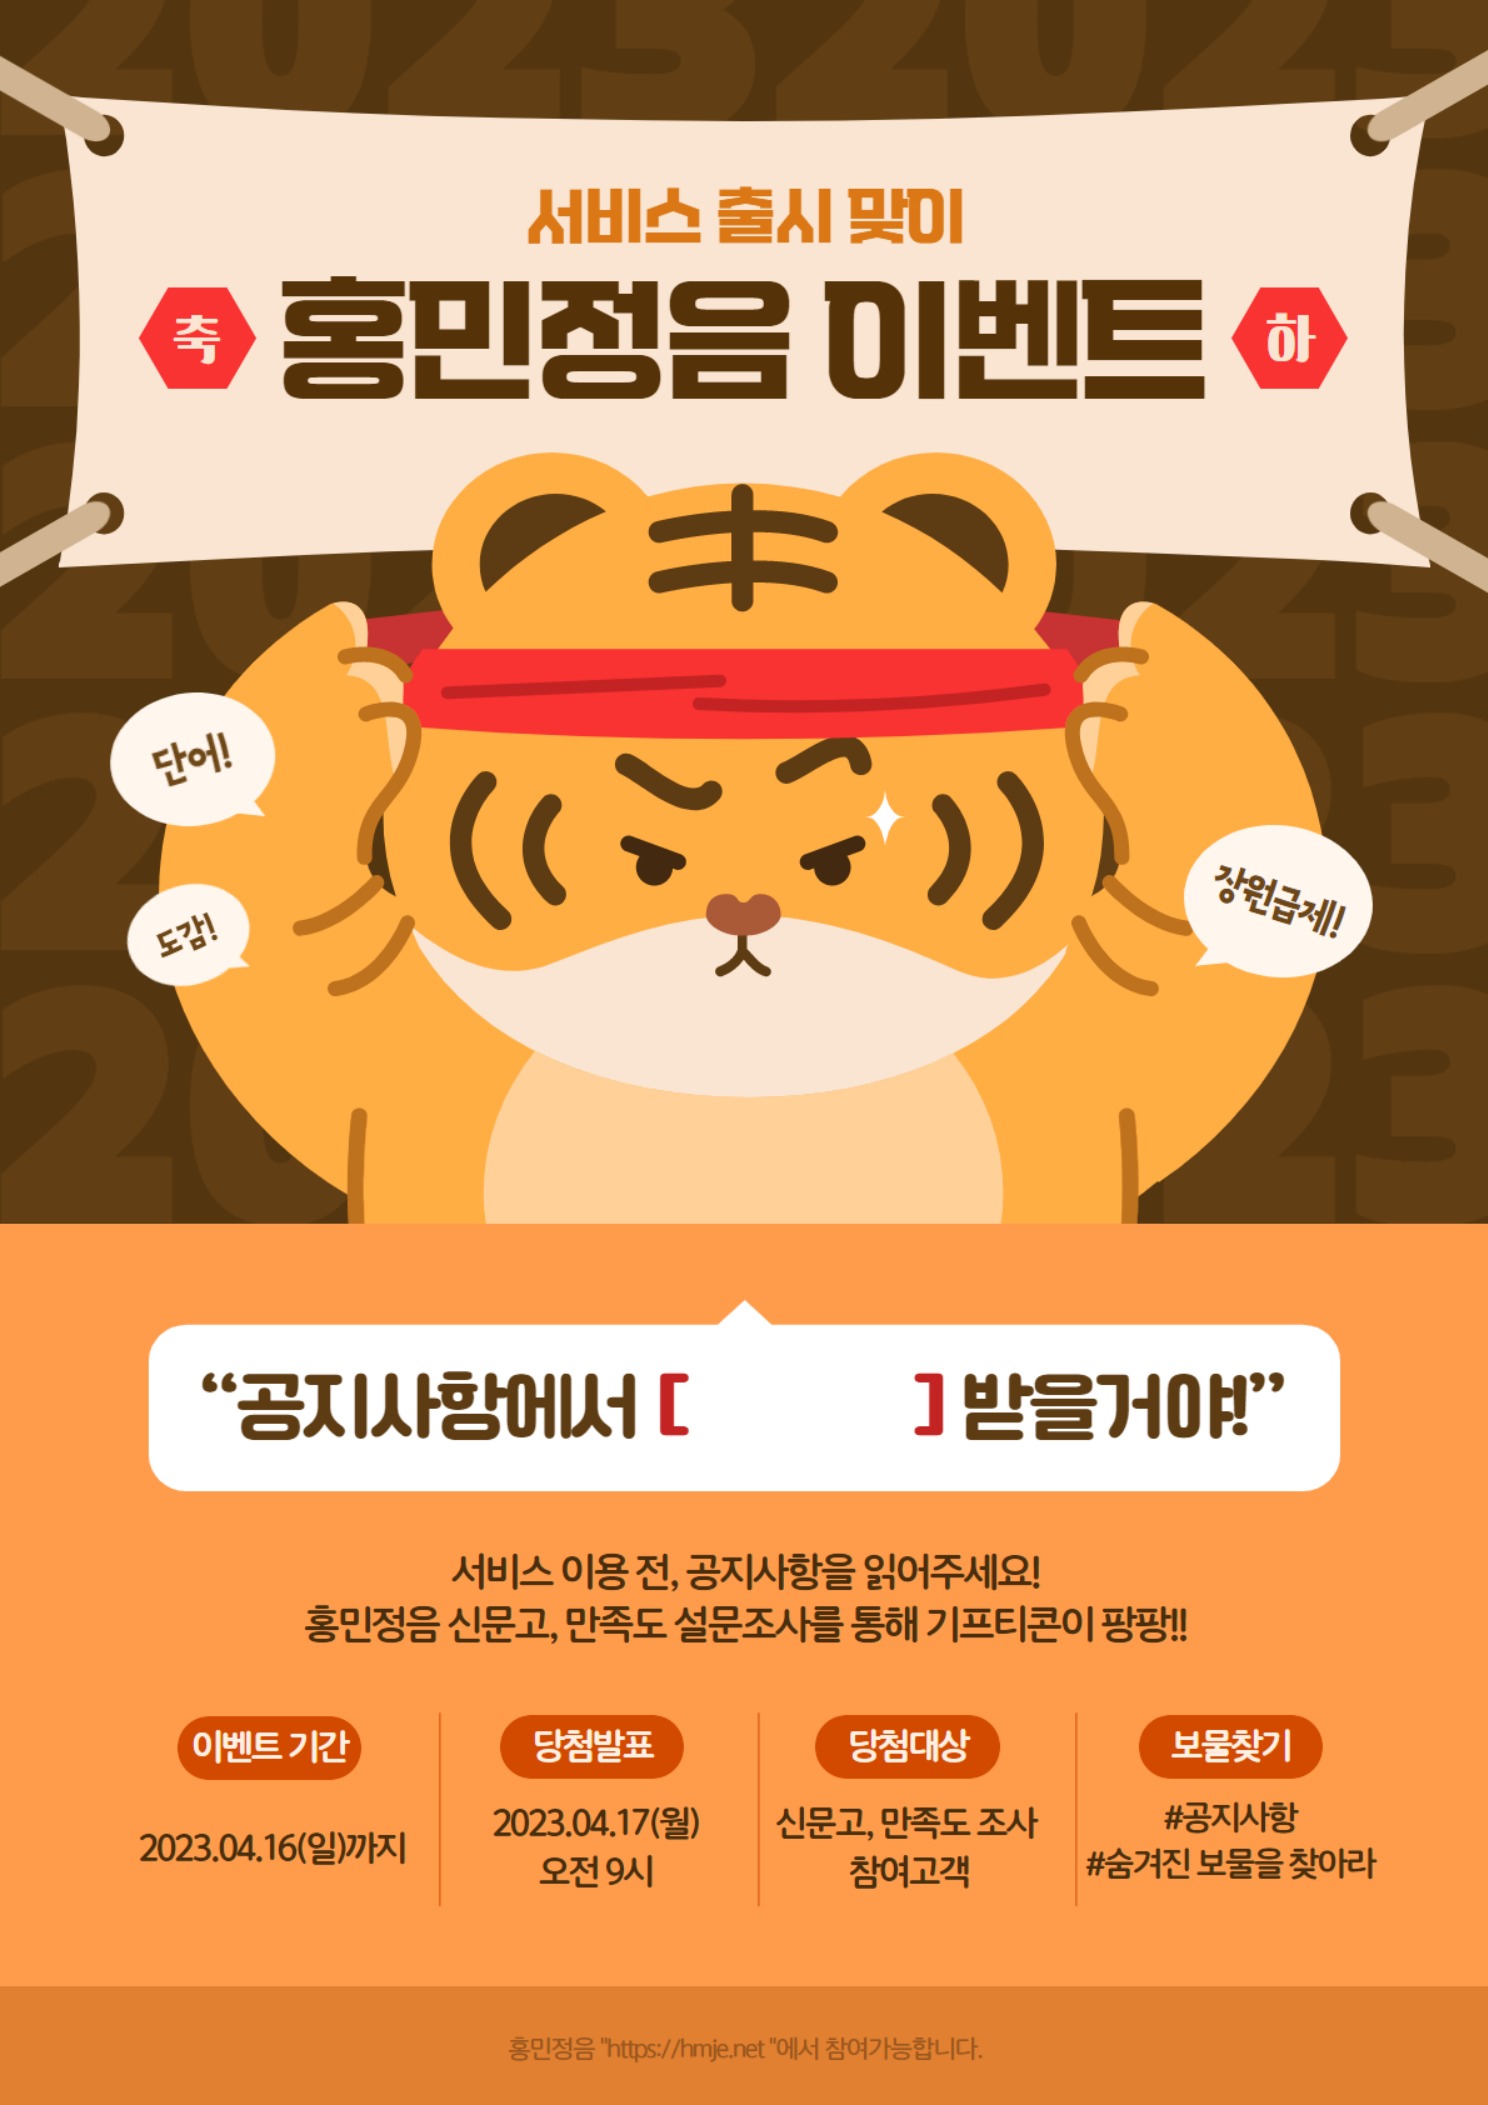 서비스 출시 맞이
축 홍민정음 이벤트 하
단어!
도감!
장원급제!
“공지사항에서 [ ] 받을거야!”
서비스 이용 전, 공지사항을 읽어주세요!
홍민정음 신문고, 만족도 설문조사를 통해 기프티콘이 팡팡!!
이벤트 기간
2023.04.16(일)까지
당첨발표
2023.04.17(월)
오전 9시
당첨대상
신문고, 만족도 조사
참여고객
보물찾기
#공지사항
#숨겨진 보물을 찾아라
홍민정음 "https://hmje.net "에서 참여가능합니다.